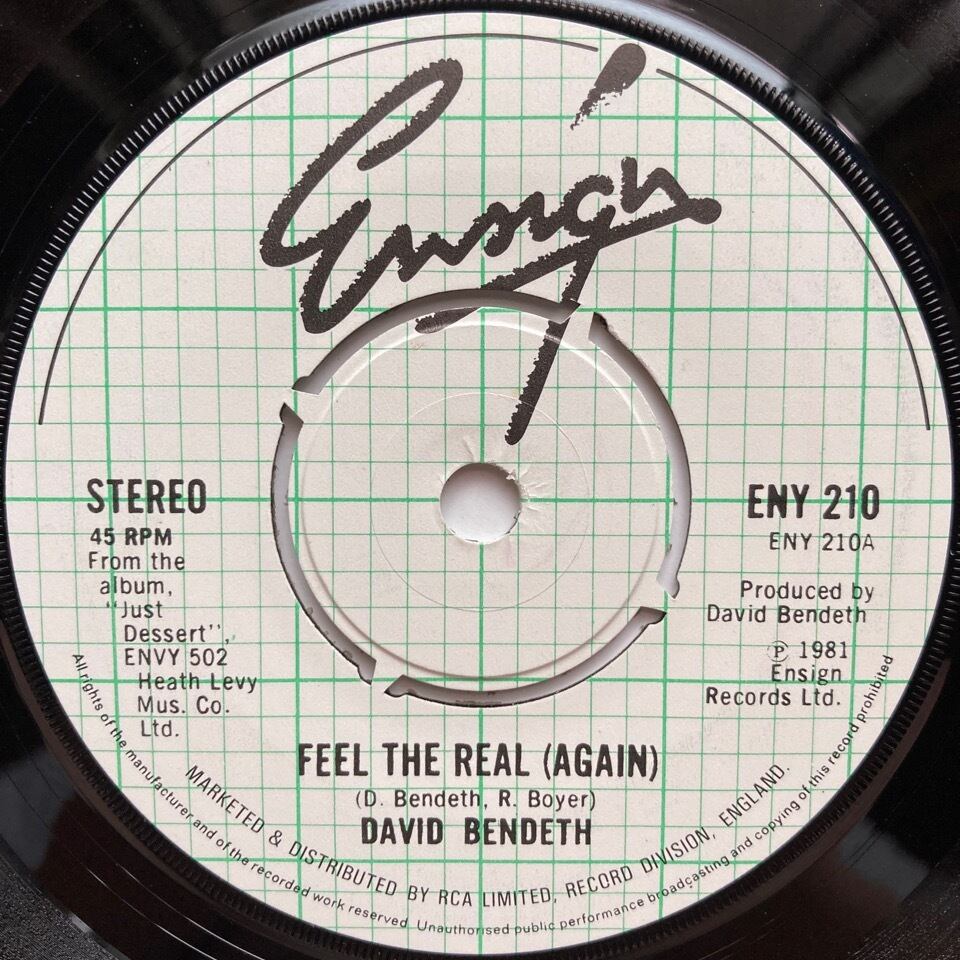 Ensign
STEREO
45 RPM
From the
album,
"Just
Dessert",
ENVY 502
Heath Levy
Mus. Co.
Ltd.
ENY 210
ENY 210A
Produced by
David Bendeth
℗ 1981
Ensign
Records Ltd.
FEEL THE REAL (AGAIN)
(D. Bendeth, R. Boyer)
DAVID BENDETH
MARKETED & DISTRIBUTED BY RCA LIMITED, RECORD DIVISION, ENGLAND.
All rights of the manufacturer and of the recorded work reserved. Unauthorised public performance broadcasting and copying of this record prohibited